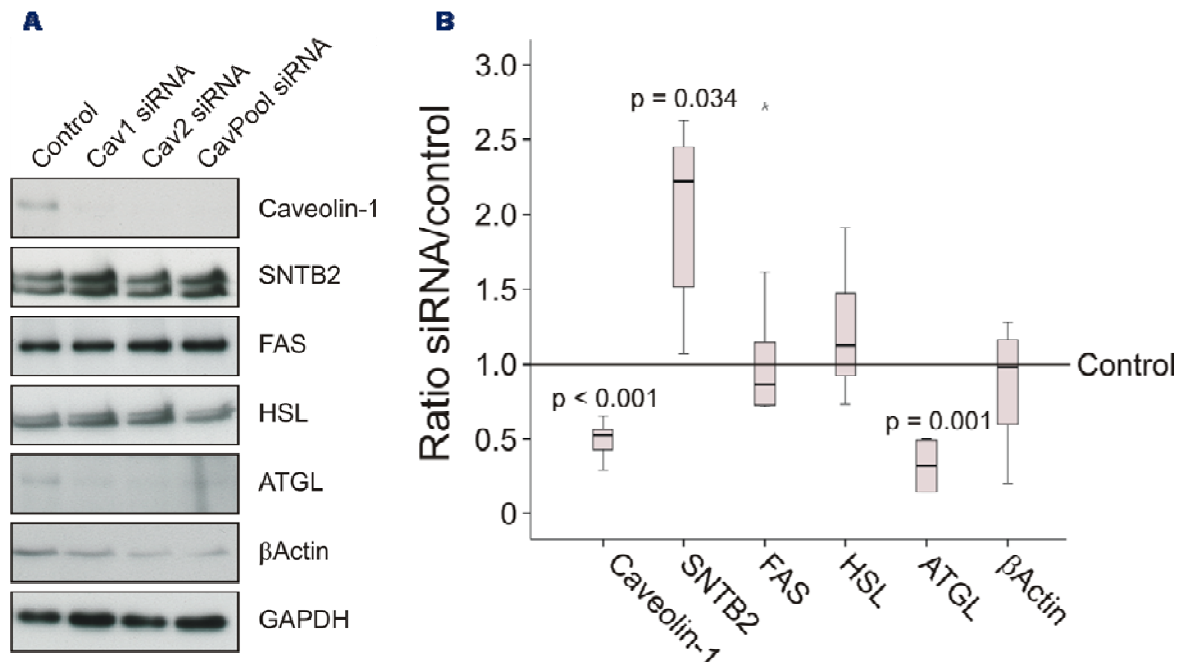 A
Control
Cav1 siRNA
Cav2 siRNA
CavPool siRNA
Caveolin-1
SNTB2
FAS
HSL
ATGL
βActin
GAPDH
B
Ratio siRNA/control
3.0
2.5
2.0
1.5
1.0
0.5
0
p = 0.034
*
p < 0.001
p = 0.001
Control
Caveolin-1
SNTB2
FAS
HSL
ATGL
βActin